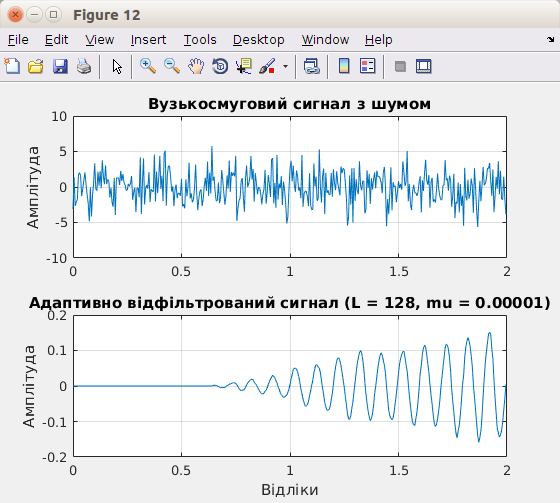 Figure 12
File Edit View Insert Tools Desktop Window Help
Вузькосмуговий сигнал з шумом
10
5
0
-5
-10
Амплітуда
0 0.5 1 1.5 2
Адаптивно відфільтрований сигнал (L = 128, mu = 0.00001)
0.2
0.1
0
-0.1
-0.2
Амплітуда
0 0.5 1 1.5 2
Відліки